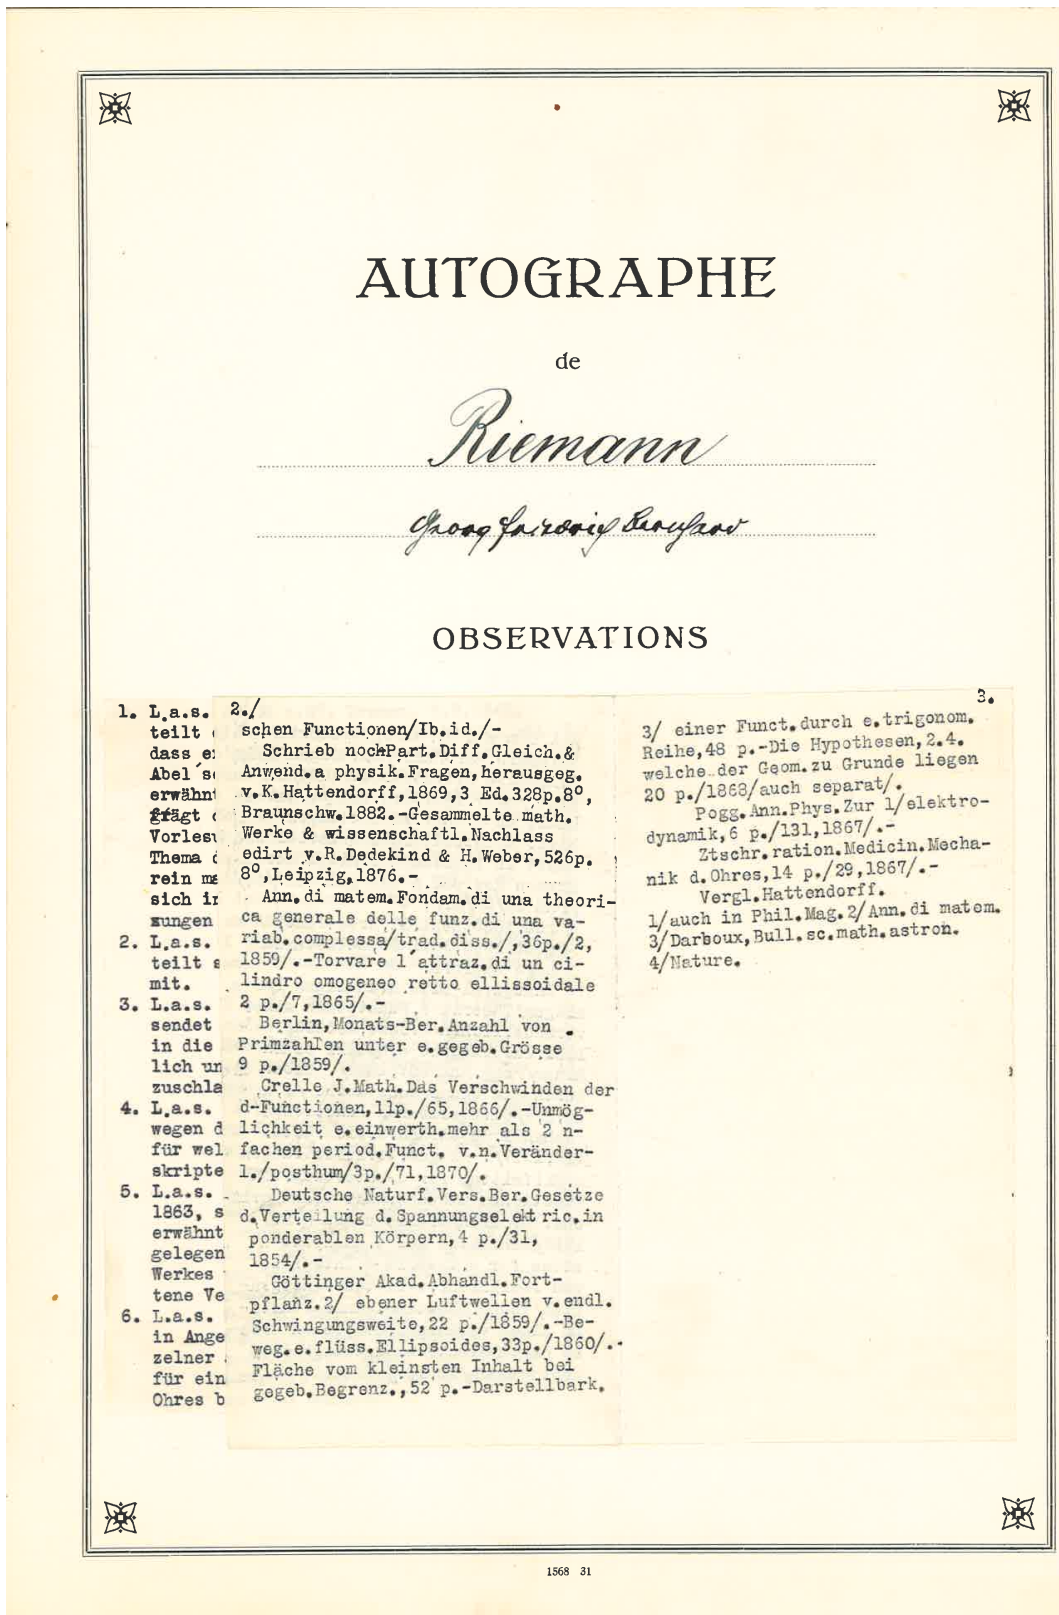 AUTOGRAPHE
de
Riemann
Georg Friedrich Bernhard
OBSERVATIONS
1. L.a.s.
teilt
dass
Abel's
erwähnt
frägt
Vorles
Thema
rein
sich
zungen
2. L.a.s.
teilt
mit.
3. L.a.s.
sendet
in die
lich un
zuschla
4. L.a.s.
wegen d
für wel
skripte
5. L.a.s.
1863, s
erwähnt
gelegen
Werkes
tene Ve
6. L.a.s.
in Ange
zelner
für ein
Ohres b
2./
schen Functionen/Ib.id./-
Schrieb noch Part.Diff.Gleich.&
Anwend.a physik.Fragen,herausgeg.
v.K.Hattendorff,1869,3 Ed.328p.8°,
Braunschw.1882.-Gesammelte math.
Werke & wissenschaftl.Nachlass
edirt v.R.Dedekind & H.Weber,526p.
8°,Leipzig,1876.-
Ann.di matem.Fondam.di una theori-
ca generale delle funz.di una va-
riab.complessa/trad.diss./,36p./2,
1859/.-Torvare l'attraz.di un ci-
lindro omogeneo retto ellissoidale
2 p./7,1865/.-
Berlin,Monats-Ber.Anzahl von
Primzahlen unter e.gegeb.Grösse
9 p./1859/.
Crelle J.Math.Das Verschwinden der
d-Functionen,11p./65,1866/.-Unmög-
lichkeit e.einwerth.mehr als 2 n-
fachen period.Funct. v.n.Veränder-
l./posthum/3p./71,1870/.
Deutsche Naturf.Vers.Ber.Gesetze
d.Verteilung d.Spannungselektric.in
ponderablen Körpern,4 p./31,
1854/.-
Göttinger Akad.Abhandl.Fort-
pflanz.2/ ebener Luftwellen v.endl.
Schwingungsweite,22 p./1859/.-Be-
weg.e.flüss.Ellipsoides,33p./1860/.-
Fläche vom kleinsten Inhalt bei
gegeb.Begrenz.,52 p.-Darstellbark.
3.
3/ einer Funct.durch e.trigonom.
Reihe,48 p.-Die Hypothesen,2.4.
welche der Geom.zu Grunde liegen
20 p./1868/auch separat/.
Pogg.Ann.Phys.Zur 1/elektro-
dynamik,6 p./131,1867/.-
Ztschr.ration.Medicin.Mecha-
nik d.Ohres,14 p./29,1867/.-
Vergl.Hattendorff.
1/auch in Phil.Mag.2/Ann.di matem.
3/Darboux,Bull.sc.math.astron.
4/Nature.
1568 31